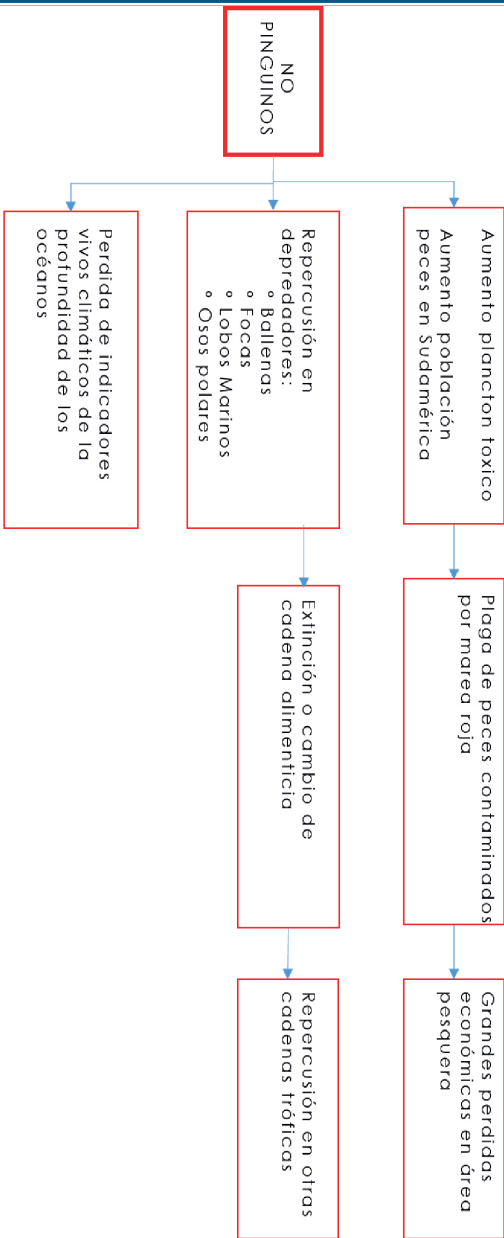 NO
PINGUINOS
Aumento plancton toxico
Aumento población
peces en Sudamérica
Plaga de peces contaminados
por marea roja
Grandes perdidas
económicas en área
pesquera
Repercusión en
depredadores:
° Ballenas
° Focas
° Lobos Marinos
° Osos polares
Extinción o cambio de
cadena alimenticia
Repercusión en otras
cadenas tróficas
Perdida de indicadores
vivos climáticos de la
profundidad de los
océanos